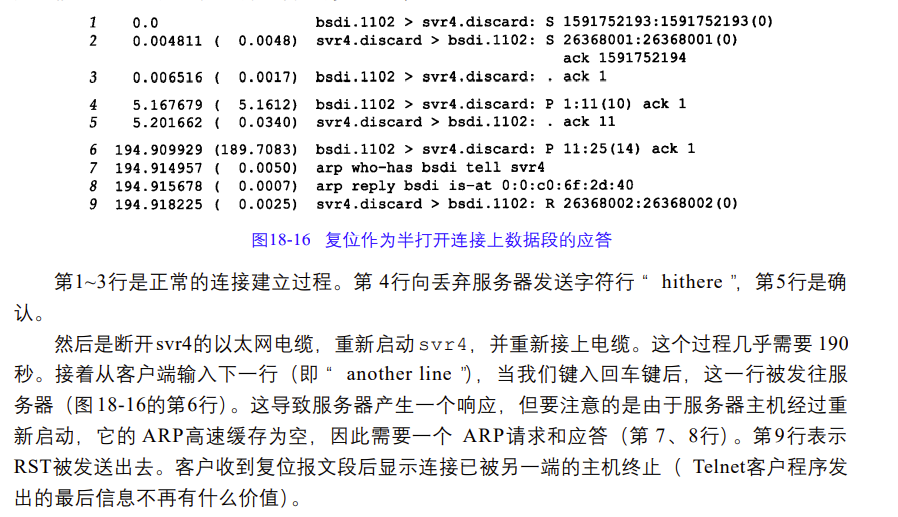 1 0.0 bsdi.1102 > svr4.discard: S 1591752193:1591752193(0)
2 0.004811 ( 0.0048) svr4.discard > bsdi.1102: S 26368001:26368001(0)
ack 1591752194
3 0.006516 ( 0.0017) bsdi.1102 > svr4.discard: . ack 1
4 5.167679 ( 5.1612) bsdi.1102 > svr4.discard: P 1:11(10) ack 1
5 5.201662 ( 0.0340) svr4.discard > bsdi.1102: . ack 11
6 194.909929 (189.7083) bsdi.1102 > svr4.discard: P 11:25(14) ack 1
7 194.914957 ( 0.0050) arp who-has bsdi tell svr4
8 194.915678 ( 0.0007) arp reply bsdi is-at 0:0:c0:6f:2d:40
9 194.918225 ( 0.0025) svr4.discard > bsdi.1102: R 26368002:26368002(0)
图18-16 复位作为半打开连接上数据段的应答
第1~3行是正常的连接建立过程。第 4行向丢弃服务器发送字符行“ hithere ”，第5行是确
认。
然后是断开svr4的以太网电缆，重新启动svr4，并重新接上电缆。这个过程几乎需要 190
秒。接着从客户端输入下一行（即“ another line ”），当我们键入回车键后，这一行被发往服
务器（图18-16的第6行）。这导致服务器产生一个响应，但要注意的是由于服务器主机经过重
新启动，它的 ARP高速缓存为空，因此需要一个 ARP请求和应答（第 7、8行）。第9行表示
RST被发送出去。客户收到复位报文段后显示连接已被另一端的主机终止（ Telnet客户程序发
出的最后信息不再有什么价值）。